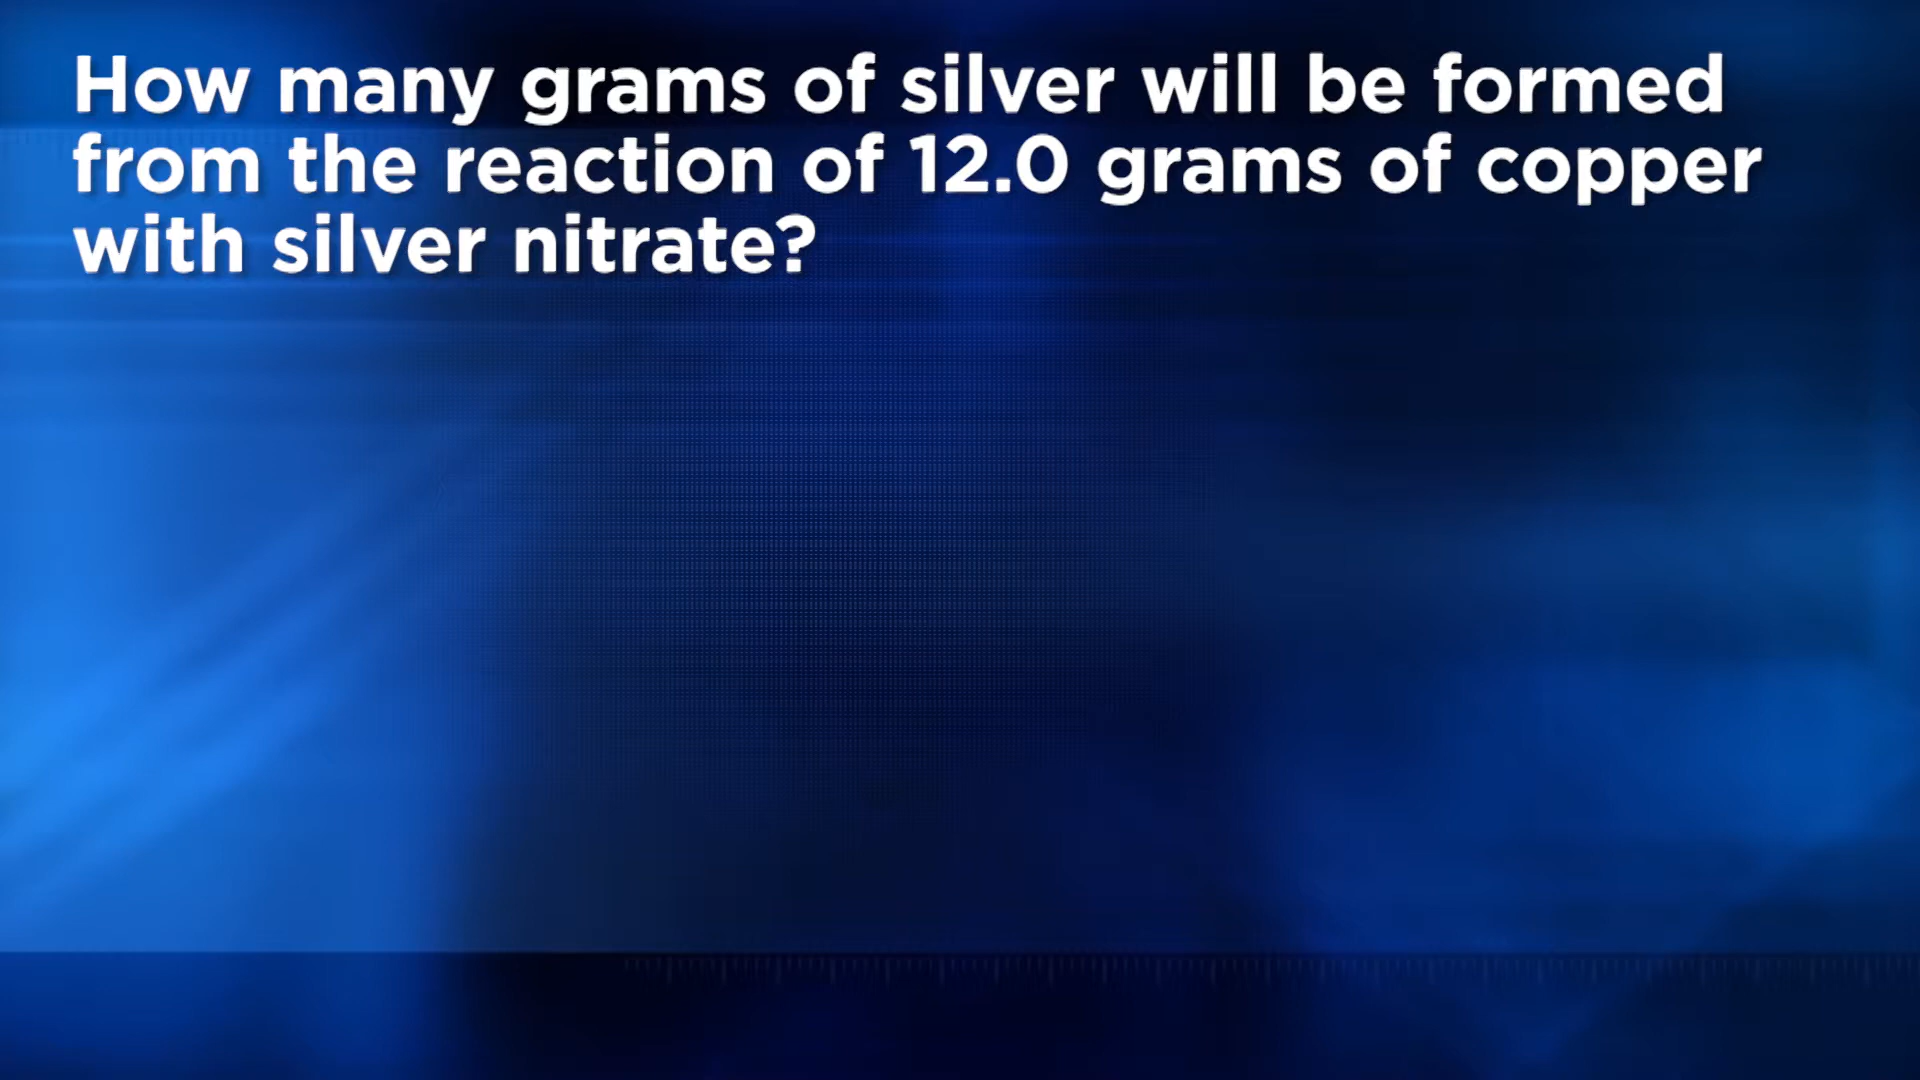 How many grams of silver will be formed
from the reaction of 12.0 grams of copper
with silver nitrate?